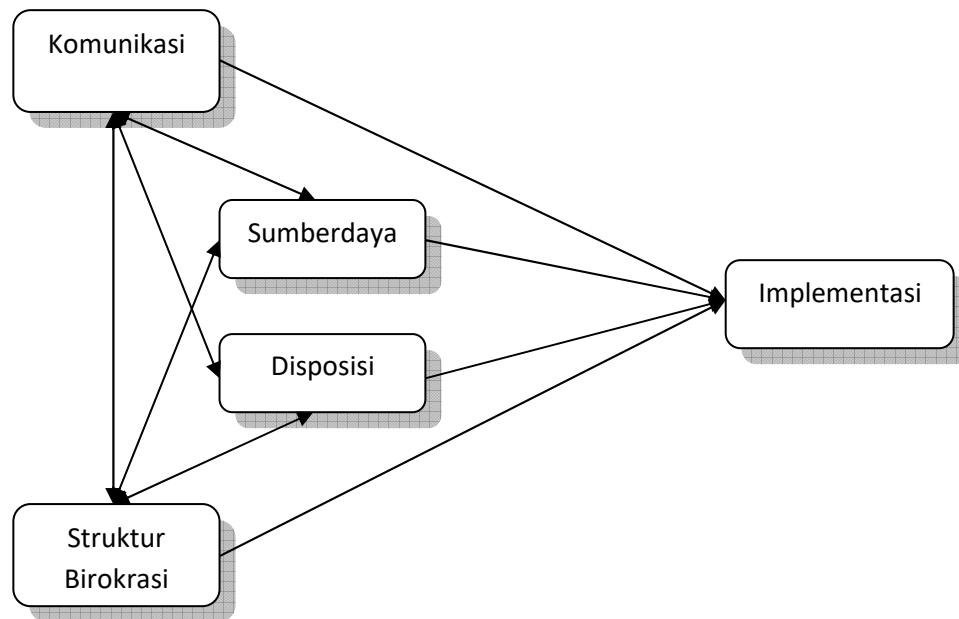 Komunikasi
Sumberdaya
Implementasi
Disposisi
Struktur
Birokrasi